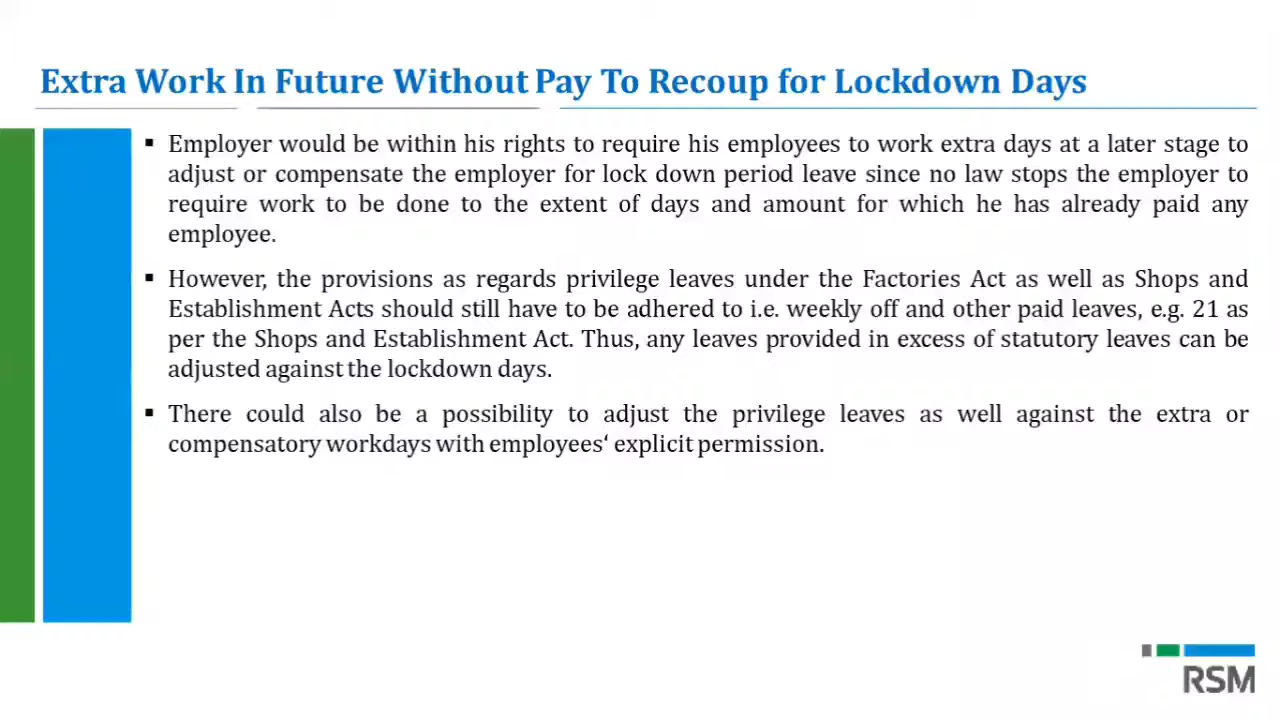 Extra Work In Future Without Pay To Recoup for Lockdown Days
▪ Employer would be within his rights to require his employees to work extra days at a later stage to
adjust or compensate the employer for lock down period leave since no law stops the employer to
require work to be done to the extent of days and amount for which he has already paid any
employee.
▪ However, the provisions as regards privilege leaves under the Factories Act as well as Shops and
Establishment Acts should still have to be adhered to i.e. weekly off and other paid leaves, e.g. 21 as
per the Shops and Establishment Act. Thus, any leaves provided in excess of statutory leaves can be
adjusted against the lockdown days.
▪ There could also be a possibility to adjust the privilege leaves as well against the extra or
compensatory workdays with employees‘ explicit permission.
RSM